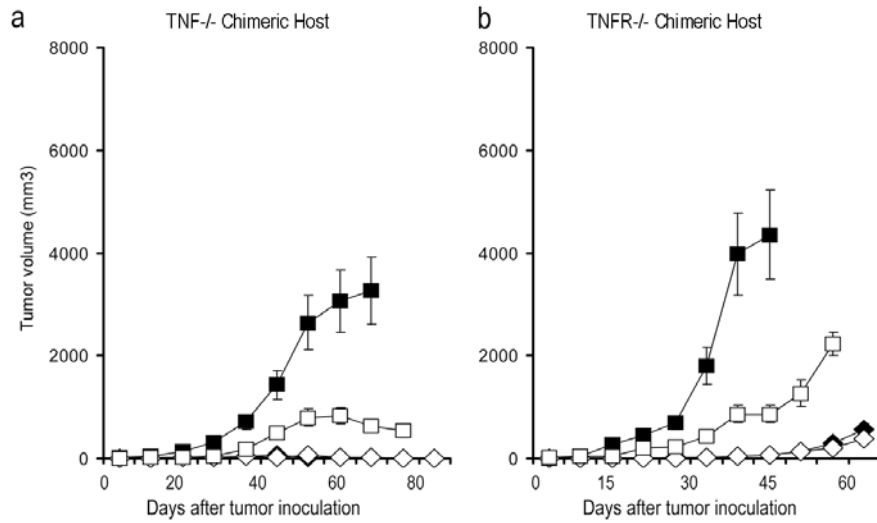 a TNF-/- Chimeric Host
8000
6000
4000
2000
0
Tumor volume (mm3)
0 20 40 60 80
Days after tumor inoculation
b TNFR-/- Chimeric Host
8000
6000
4000
2000
0
0 15 30 45 60
Days after tumor inoculation